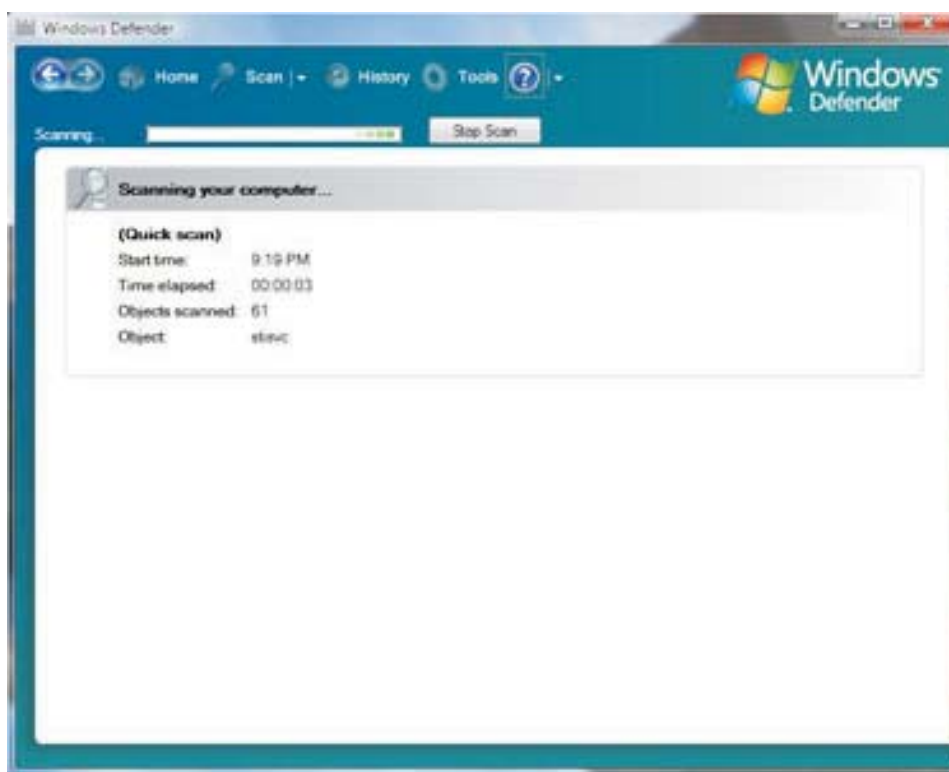 Windows Defender
Home Scan History Tools ?
Windows
Defender
Scanning...
Stop Scan
Scanning your computer...
(Quick scan)
Start time: 9:19 PM
Time elapsed: 00:00:03
Objects scanned: 61
Object: